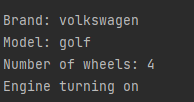 Brand: volkswagen
Model: golf
Number of wheels: 4
Engine turning on